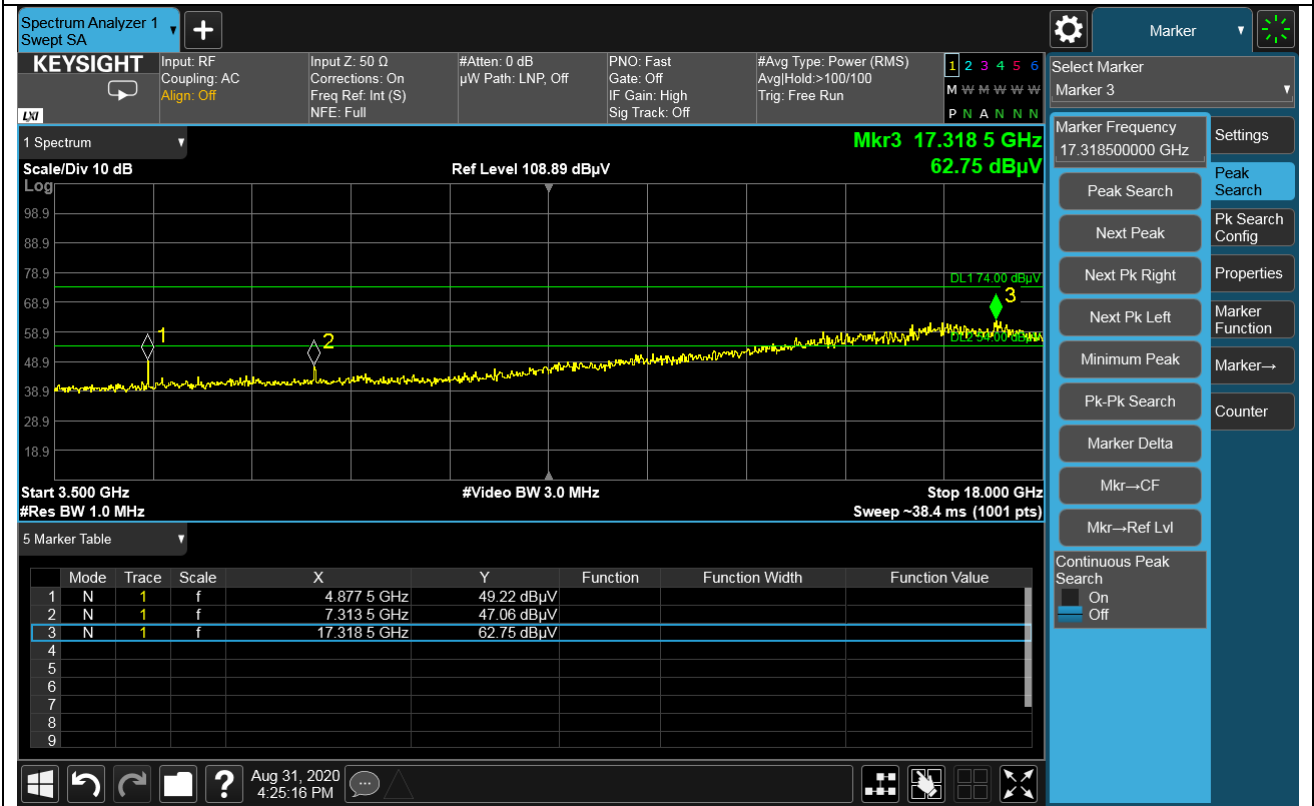 Spectrum Analyzer 1
Swept SA
+
Marker
KEYSIGHT
LXI
Input: RF
Coupling: AC
Align: Off
Input Z: 50 Ω
Corrections: On
Freq Ref: Int (S)
NFE: Full
#Atten: 0 dB
µW Path: LNP, Off
PNO: Fast
Gate: Off
IF Gain: High
Sig Track: Off
#Avg Type: Power (RMS)
Avg|Hold:>100/100
Trig: Free Run
1 2 3 4 5 6
M W M W W W
P N A N N N
Select Marker
Marker 3
1 Spectrum
Mkr3 17.318 5 GHz
62.75 dBµV
Scale/Div 10 dB
Ref Level 108.89 dBµV
Log
98.9
88.9
78.9
68.9
58.9
48.9
38.9
28.9
18.9
DL1 74.00 dBµV
DL2 54.00 dBµV
1
2
3
Start 3.500 GHz
#Video BW 3.0 MHz
Stop 18.000 GHz
#Res BW 1.0 MHz
Sweep ~38.4 ms (1001 pts)
5 Marker Table
Mode Trace Scale X Y Function Function Width Function Value
1 N 1 f 4.877 5 GHz 49.22 dBµV
2 N 1 f 7.313 5 GHz 47.06 dBµV
3 N 1 f 17.318 5 GHz 62.75 dBµV
4
5
6
7
8
9
Marker Frequency
17.318500000 GHz
Peak Search
Next Peak
Next Pk Right
Next Pk Left
Minimum Peak
Pk-Pk Search
Marker Delta
Mkr→CF
Mkr→Ref Lvl
Continuous Peak
Search
On
Off
Settings
Peak
Search
Pk Search
Config
Properties
Marker
Function
Marker→
Counter
?
Aug 31, 2020
4:25:16 PM